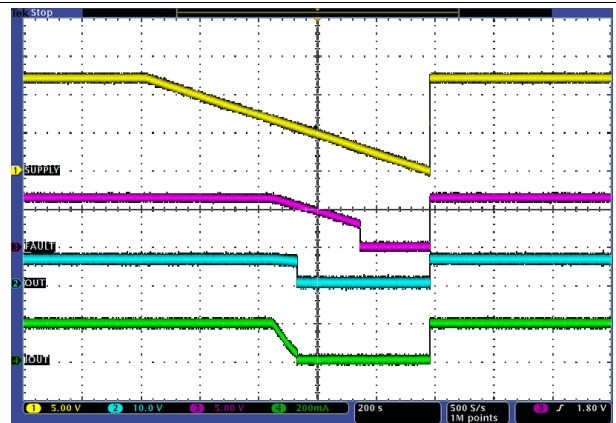 Tek Stop
1 SUPPLY
3 FAULT
2 OUT
4 IOUT
1 5.00 V 2 10.0 V 3 5.00 V 4 200mA 200 s 500 S/s 3 1.80 V
1M points